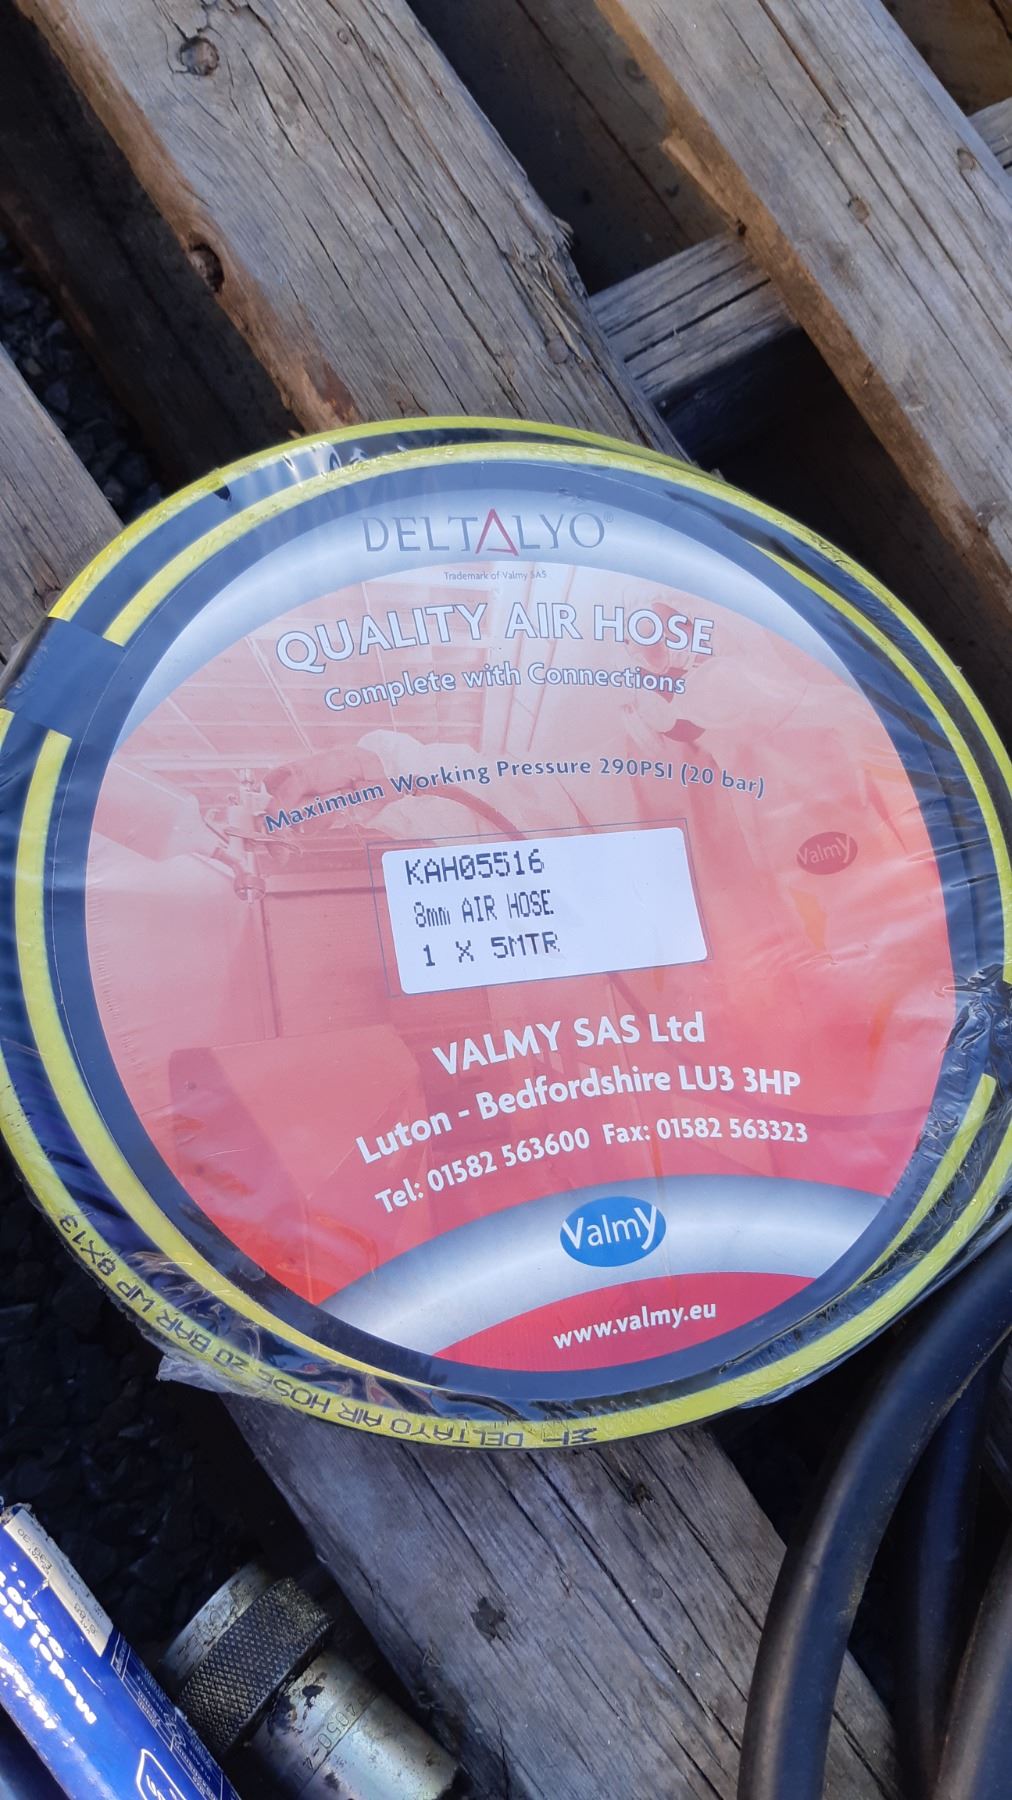 DELTALYO®
Trademark of Valmy SAS
QUALITY AIR HOSE
Complete with Connections
Maximum Working Pressure 290PSI (20 bar)
Valmy
KAH05516
8mm AIR HOSE
1 X 5MTR
VALMY SAS Ltd
Luton - Bedfordshire LU3 3HP
Tel: 01582 563600 Fax: 01582 563323
Valmy
www.valmy.eu
DELTAYO AIR HOSE 20 BAR WP 8X13
4050-4